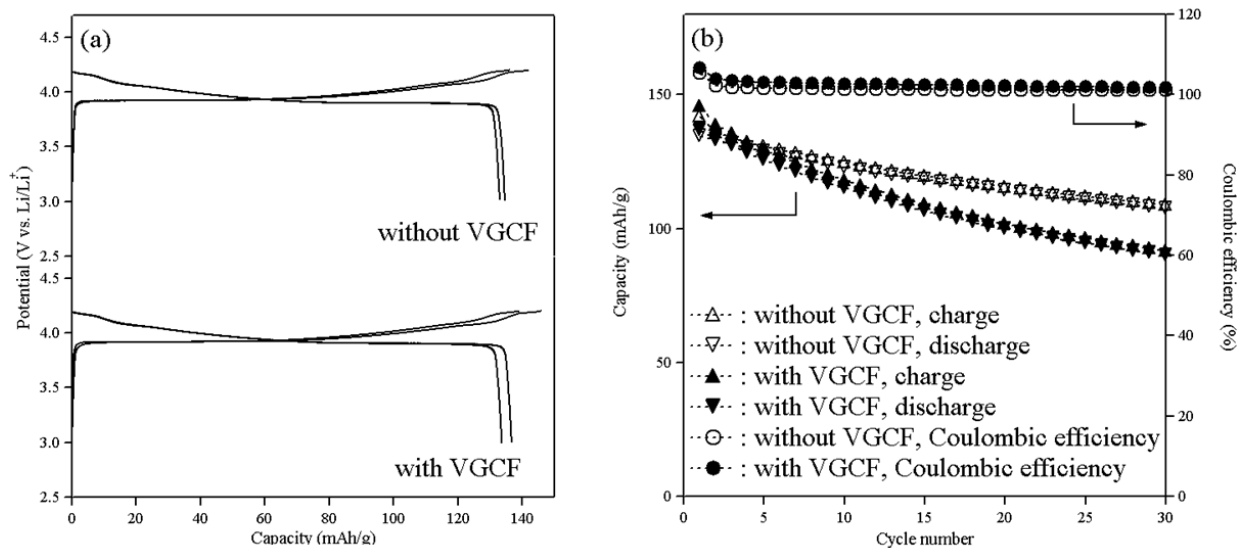 (a)
4.5
4.0
3.5
3.0
2.5
without VGCF
4.5
4.0
3.5
3.0
2.5
with VGCF
0 20 40 60 80 100 120 140
Capacity (mAh/g)
Potential (V vs. Li/Li+)
(b)
150
100
50
0
Capacity (mAh/g)
120
100
80
60
40
20
0
Coulombic efficiency (%)
: without VGCF, charge
: without VGCF, discharge
: with VGCF, charge
: with VGCF, discharge
: without VGCF, Coulombic efficiency
: with VGCF, Coulombic efficiency
0 5 10 15 20 25 30
Cycle number